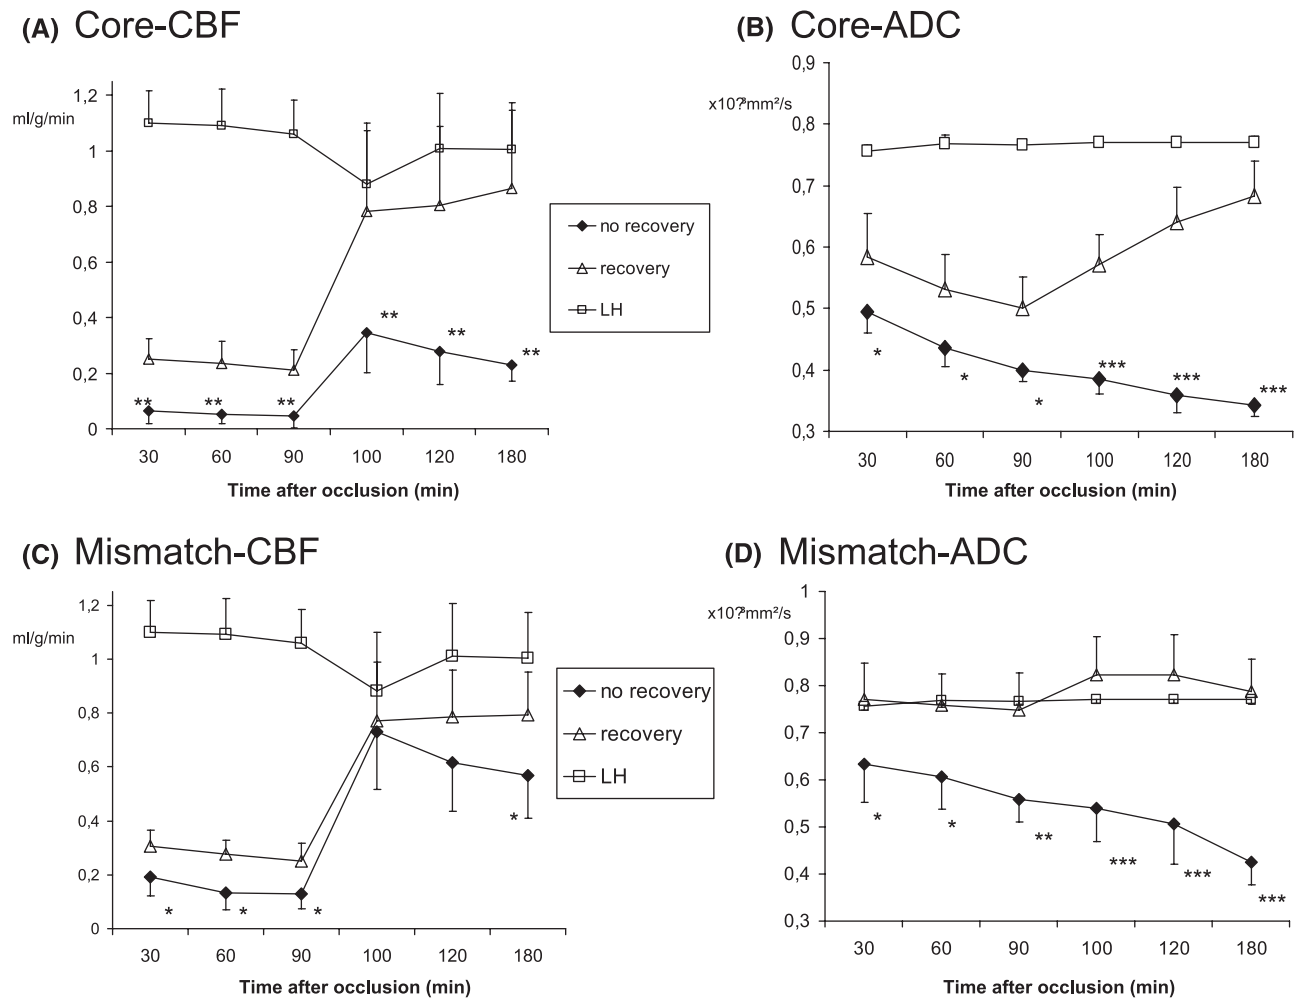 (A) Core-CBF
ml/g/min
1,2
1
0,8
0,6
0,4
0,2
0
** ** ** ** ** **
30 60 90 100 120 180
Time after occlusion (min)
no recovery
recovery
LH
(B) Core-ADC
x10?³mm²/s
0,9
0,8
0,7
0,6
0,5
0,4
0,3
* * * *** *** ***
30 60 90 100 120 180
Time after occlusion (min)
(C) Mismatch-CBF
ml/g/min
1,2
1
0,8
0,6
0,4
0,2
0
* * * *
30 60 90 100 120 180
Time after occlusion (min)
no recovery
recovery
LH
(D) Mismatch-ADC
x10?³mm²/s
1
0,9
0,8
0,7
0,6
0,5
0,4
0,3
* * ** *** *** ***
30 60 90 100 120 180
Time after occlusion (min)